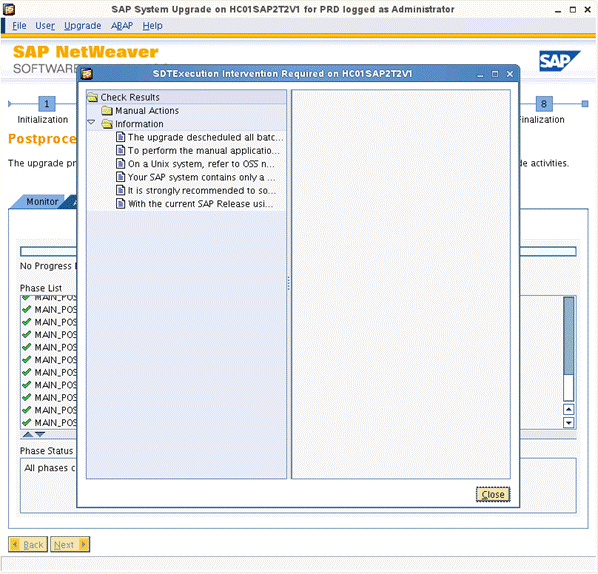 SAP System Upgrade on HC01SAP2T2V1 for PRD logged as Administrator
File User Upgrade ABAP Help
SAP NetWeaver
SOFTWARE
SAP
SDTExecution Intervention Required on HC01SAP2T2V1
1
8
Initialization
Finalization
Check Results
Manual Actions
Information
The upgrade descheduled all batc...
To perform the manual applicatio...
On a Unix system, refer to OSS n...
Your SAP system contains only a ...
It is strongly recommended to so...
With the current SAP Release usi...
Postproce
The upgrade pr
de activities.
Monitor
No Progress
Phase List
MAIN_POS
MAIN_POS
MAIN_POS
MAIN_POS
MAIN_POS
MAIN_POS
MAIN_POS
MAIN_POS
MAIN_POS
Phase Status
All phases c
Close
Back Next